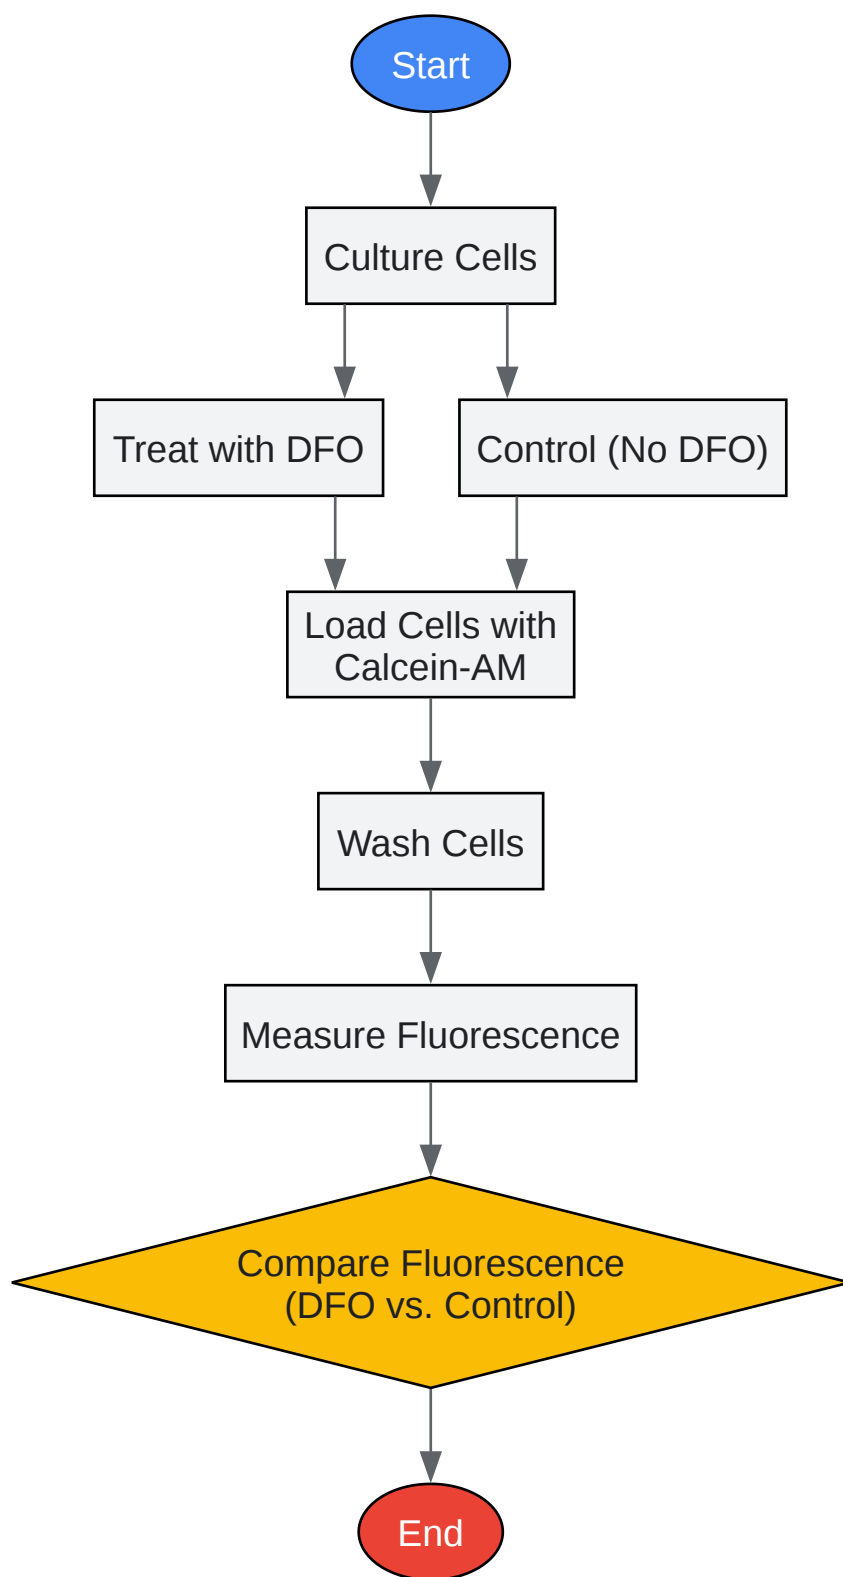 Start
Culture Cells
Treat with DFO
Control (No DFO)
Load Cells with
Calcein-AM
Wash Cells
Measure Fluorescence
Compare Fluorescence
(DFO vs. Control)
End